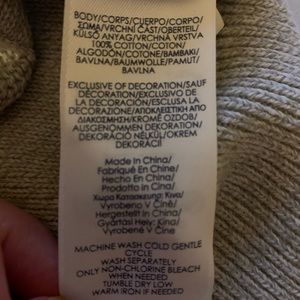 BODY/CORPS/CUERPO/CORPO/
ΣΩΜΑ/VRCHNÍ ČÁST/OBERTEIL/
KÜLSŐ ANYAG/VRCHNÁ VRSTVA
100% COTTON/COTON/
ALGODÓN/COTONE/ΒΑΜΒΑΚΙ/
BAVLNA/BAUMWOLLE/PAMUT/
BAVLNA
EXCLUSIVE OF DECORATION/SAUF
DÉCORATION/EXCLUSIVO DE
DECORACIÓN/ESCLUSA LA
DECORAZIONE/ΑΠΟΚΛΕΙΣΤΙΚΗ ΑΠΟ
ΔΙΑΚΟΣΜΗΣΗ/KROMĚ OZDOB/
AUSGENOMMEN DEKORATION/
DEKORÁCIÓ NÉLKÜL/OKREM
DEKORÁCIÍ
Made In China/
Fabriqué En Chine/
Hecho En China/
Prodotto in Cina/
Χώρα Κατασκευής: Κίνα/
Vyrobeno V Číně/
Hergestellt in China/
Gyártási Hely: Kína/
Vyrobené V Číne
MACHINE WASH COLD GENTLE
CYCLE
WASH SEPARATELY
ONLY NON-CHLORINE BLEACH
WHEN NEEDED
TUMBLE DRY LOW
WARM IRON IF NEEDED